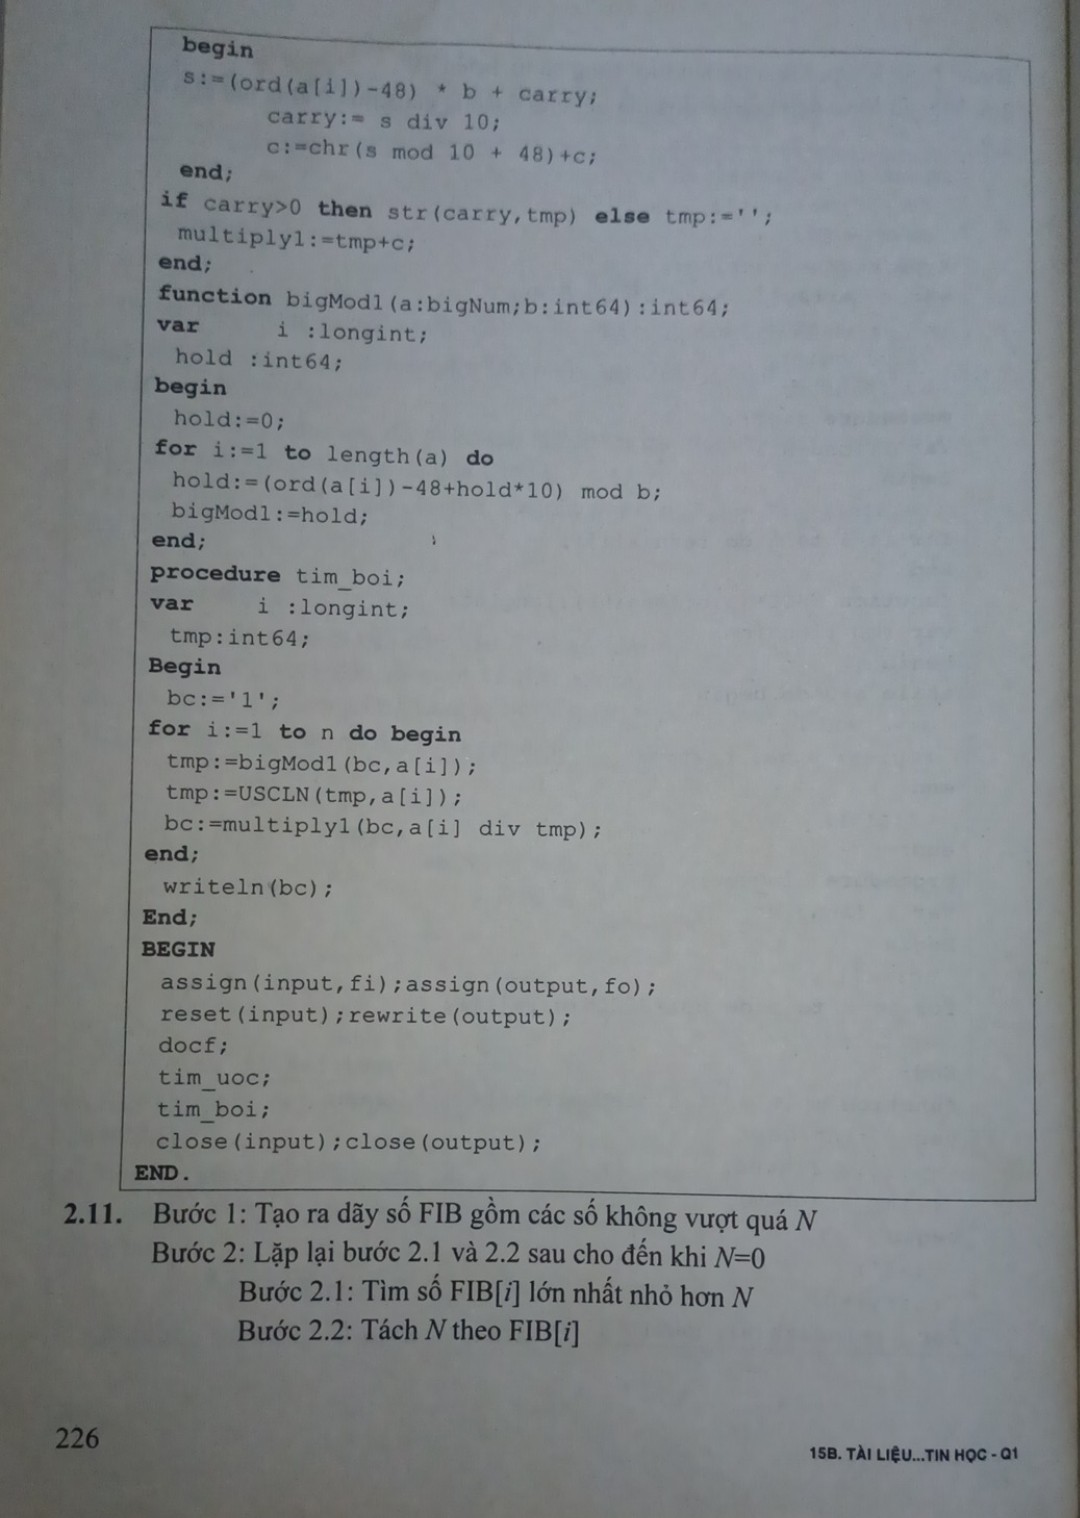 begin
s:=(ord(a[i])-48) * b + carry;
carry:= s div 10;
c:=chr(s mod 10 + 48)+c;
end;
if carry>0 then str(carry,tmp) else tmp:='';
multiply1:=tmp+c;
end;
function bigMod1(a:bigNum;b:int64):int64;
var i :longint;
hold :int64;
begin
hold:=0;
for i:=1 to length(a) do
hold:=(ord(a[i])-48+hold*10) mod b;
bigMod1:=hold;
end;
procedure tim_boi;
var i :longint;
tmp:int64;
Begin
bc:='1';
for i:=1 to n do begin
tmp:=bigMod1(bc,a[i]);
tmp:=USCLN(tmp,a[i]);
bc:=multiply1(bc,a[i] div tmp);
end;
writeln(bc);
End;
BEGIN
assign(input,fi);assign(output,fo);
reset(input);rewrite(output);
docf;
tim_uoc;
tim_boi;
close(input);close(output);
END.
2.11. Bước 1: Tạo ra dãy số FIB gồm các số không vượt quá N
Bước 2: Lặp lại bước 2.1 và 2.2 sau cho đến khi N=0
Bước 2.1: Tìm số FIB[i] lớn nhất nhỏ hơn N
Bước 2.2: Tách N theo FIB[i]
226
15B. TÀI LIỆU...TIN HỌC - Q1